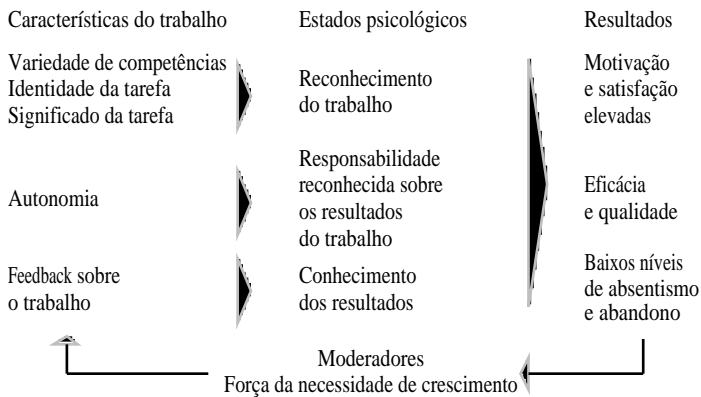 Características do trabalho
Estados psicológicos
Resultados
Variedade de competências
Identidade da tarefa
Significado da tarefa
Reconhecimento
do trabalho
Motivação
e satisfação
elevadas
Autonomia
Responsabilidade
reconhecida sobre
os resultados
do trabalho
Eficácia
e qualidade
Feedback sobre
o trabalho
Conhecimento
dos resultados
Baixos níveis
de absentismo
e abandono
Moderadores
Força da necessidade de crescimento